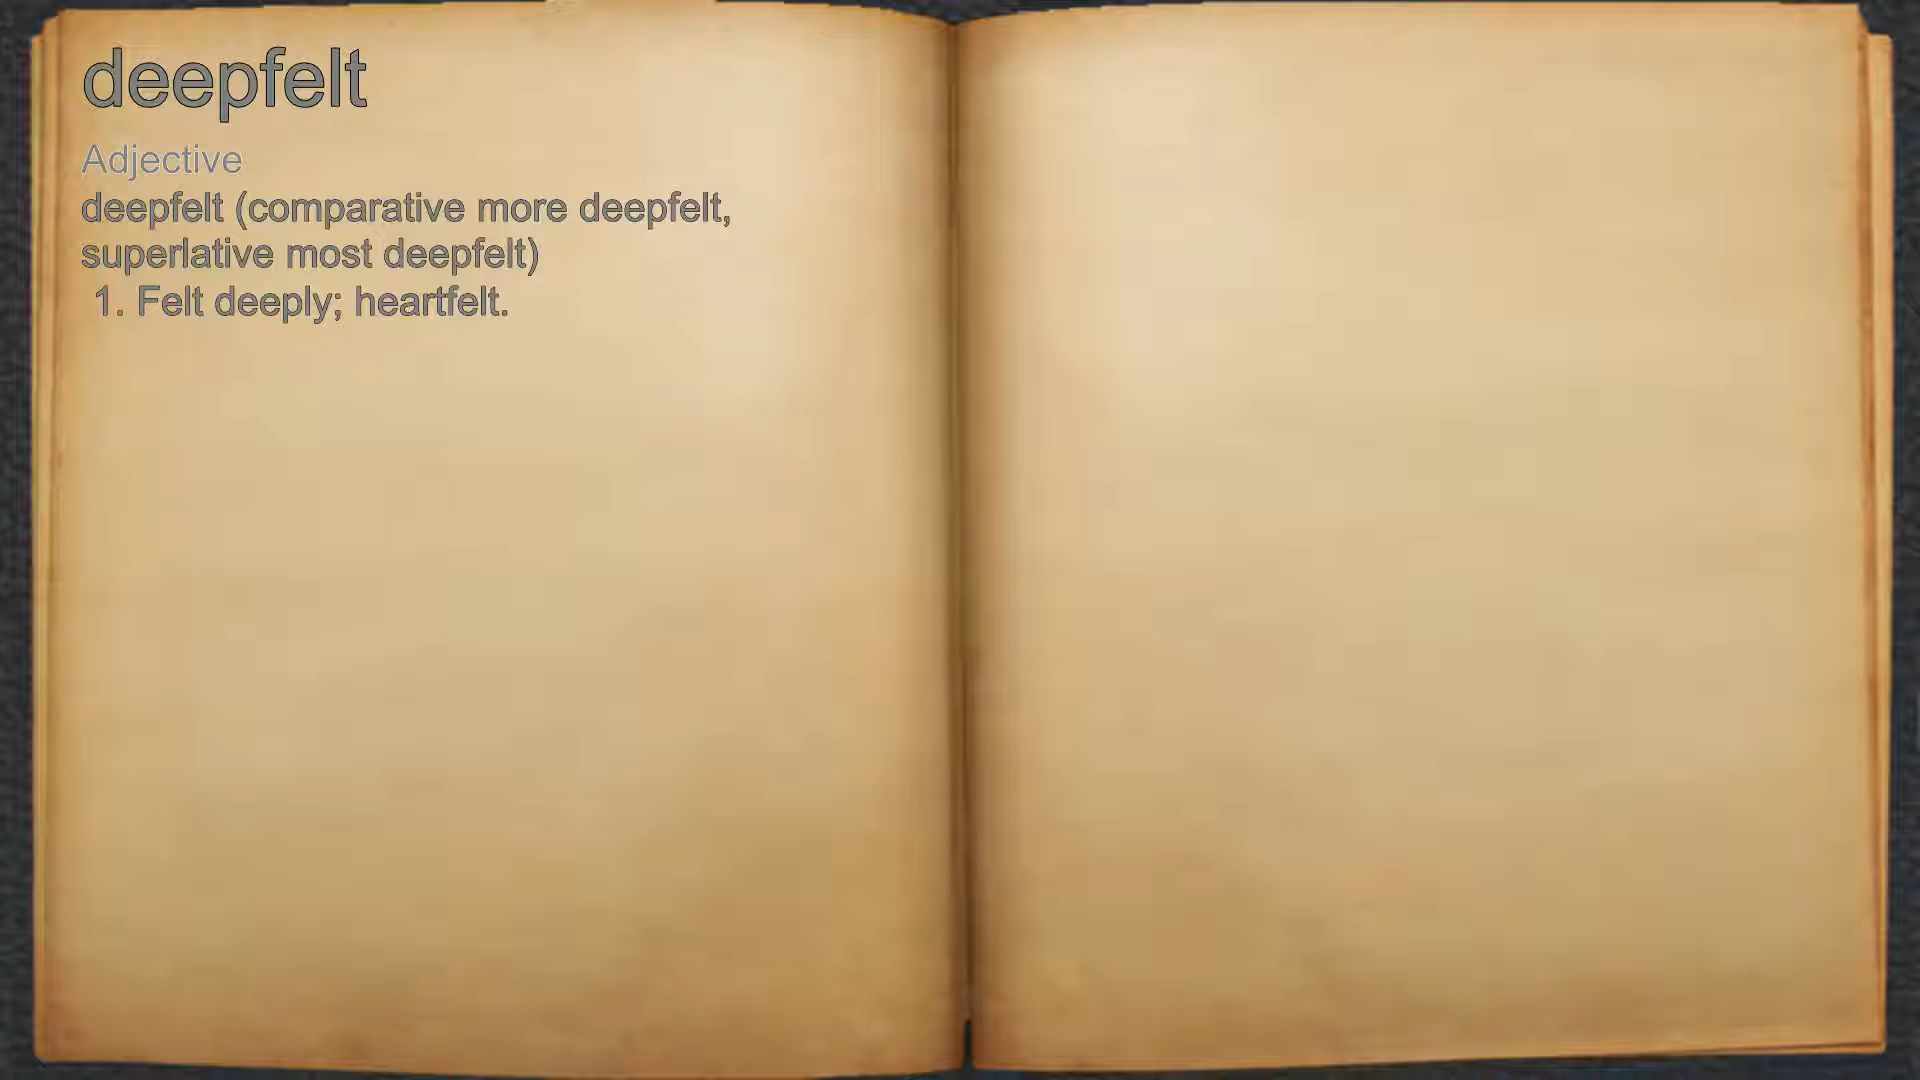 deepfelt
Adjective
deepfelt (comparative more deepfelt,
superlative most deepfelt)
1. Felt deeply; heartfelt.